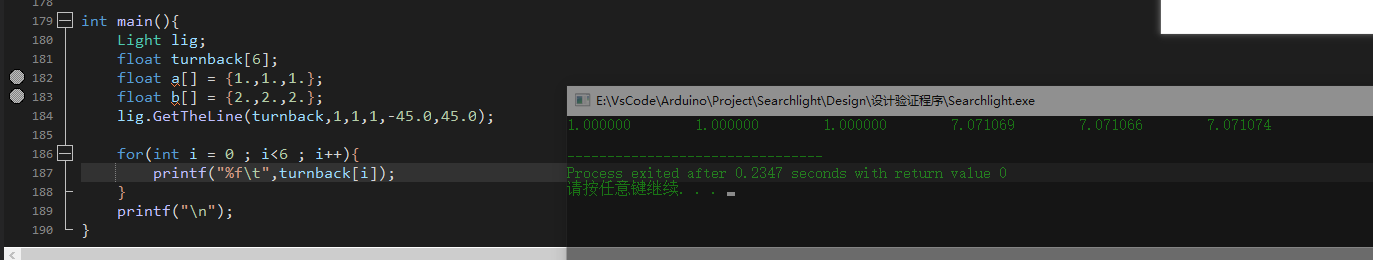 178
179 int main(){
180 Light lig;
181 float turnback[6];
182 float a[] = {1.,1.,1.};
183 float b[] = {2.,2.,2.};
184 lig.GetTheLine(turnback,1,1,1,-45.0,45.0);
185
186 for(int i = 0 ; i<6 ; i++){
187 printf("%f\t",turnback[i]);
188 }
189 printf("\n");
190 }
E:\VsCode\Arduino\Project\Searchlight\Design\设计验证程序\Searchlight.exe
1.000000 1.000000 1.000000 7.071069 7.071066 7.071074
--------------------------------
Process exited after 0.2347 seconds with return value 0
请按任意键继续. . .